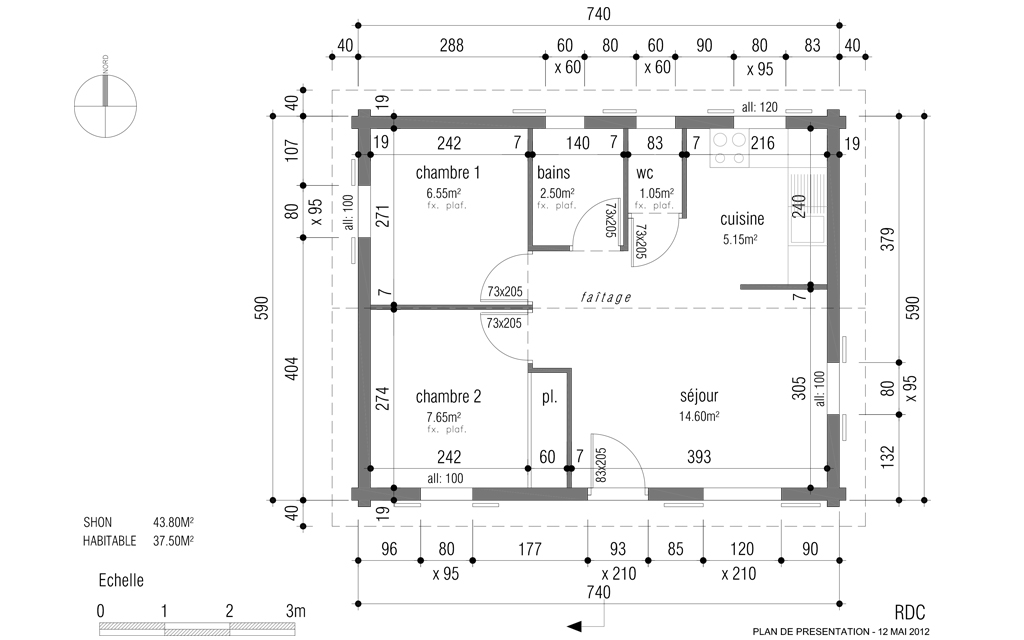 740
40 288 60 80 60 90 80 83 40
x 60 x 60 x 95
NORD
40
19
all: 120
19 242 7 140 7 83 7 216 19
107
chambre 1 bains wc
6.55m² 2.50m² 1.05m²
fx. plaf. fx. plaf. fx. plaf.
80
x 95
all: 100
271
73x205
73x205
cuisine
5.15m²
240
379
73x205
7
faîtage
7
590
590
73x205
404
274
chambre 2
7.65m²
fx. plaf.
pl.
séjour
14.60m²
305
all: 100
80
x 95
242 60 7 393
83x205
132
all: 100
40
19
SHON 43.80M²
HABITABLE 37.50M²
96 80 177 93 85 120 90
x 95 x 210 x 210
740
Echelle
0 1 2 3m
RDC
PLAN DE PRESENTATION - 12 MAI 2012